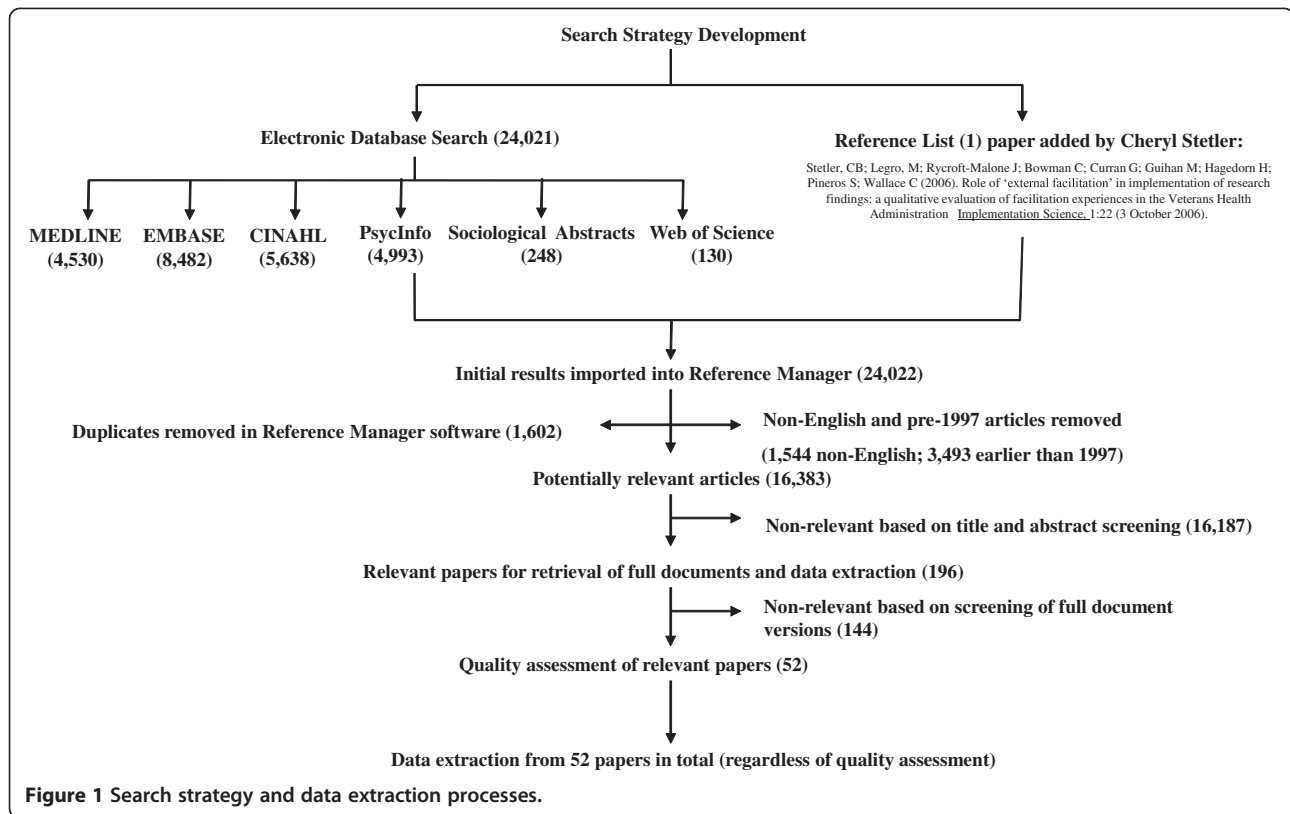 Search Strategy Development
Electronic Database Search (24,021)
Reference List (1) paper added by Cheryl Stetler:
Stetler, CB; Legro, M; Rycroft-Malone J; Bowman C; Curran G; Guihan M; Hagedorn H;
Pineros S; Wallace C (2006). Role of ‘external facilitation’ in implementation of research
findings: a qualitative evaluation of facilitation experiences in the Veterans Health
Administration Implementation Science, 1:22 (3 October 2006).
MEDLINE
(4,530)
EMBASE
(8,482)
CINAHL
(5,638)
PsycInfo
(4,993)
Sociological Abstracts
(248)
Web of Science
(130)
Initial results imported into Reference Manager (24,022)
Duplicates removed in Reference Manager software (1,602)
Non-English and pre-1997 articles removed
(1,544 non-English; 3,493 earlier than 1997)
Potentially relevant articles (16,383)
Non-relevant based on title and abstract screening (16,187)
Relevant papers for retrieval of full documents and data extraction (196)
Non-relevant based on screening of full document
versions (144)
Quality assessment of relevant papers (52)
Data extraction from 52 papers in total (regardless of quality assessment)
Figure 1 Search strategy and data extraction processes.